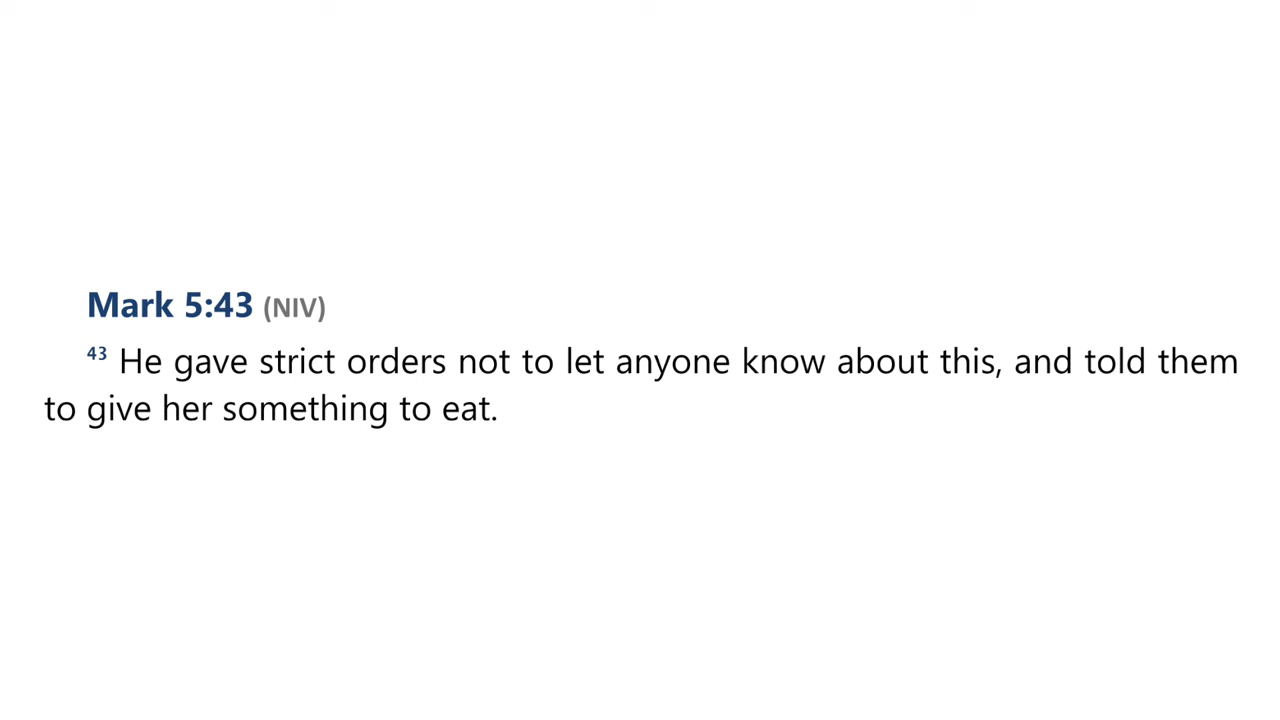 Mark 5:43 (NIV)
43 He gave strict orders not to let anyone know about this, and told them
to give her something to eat.